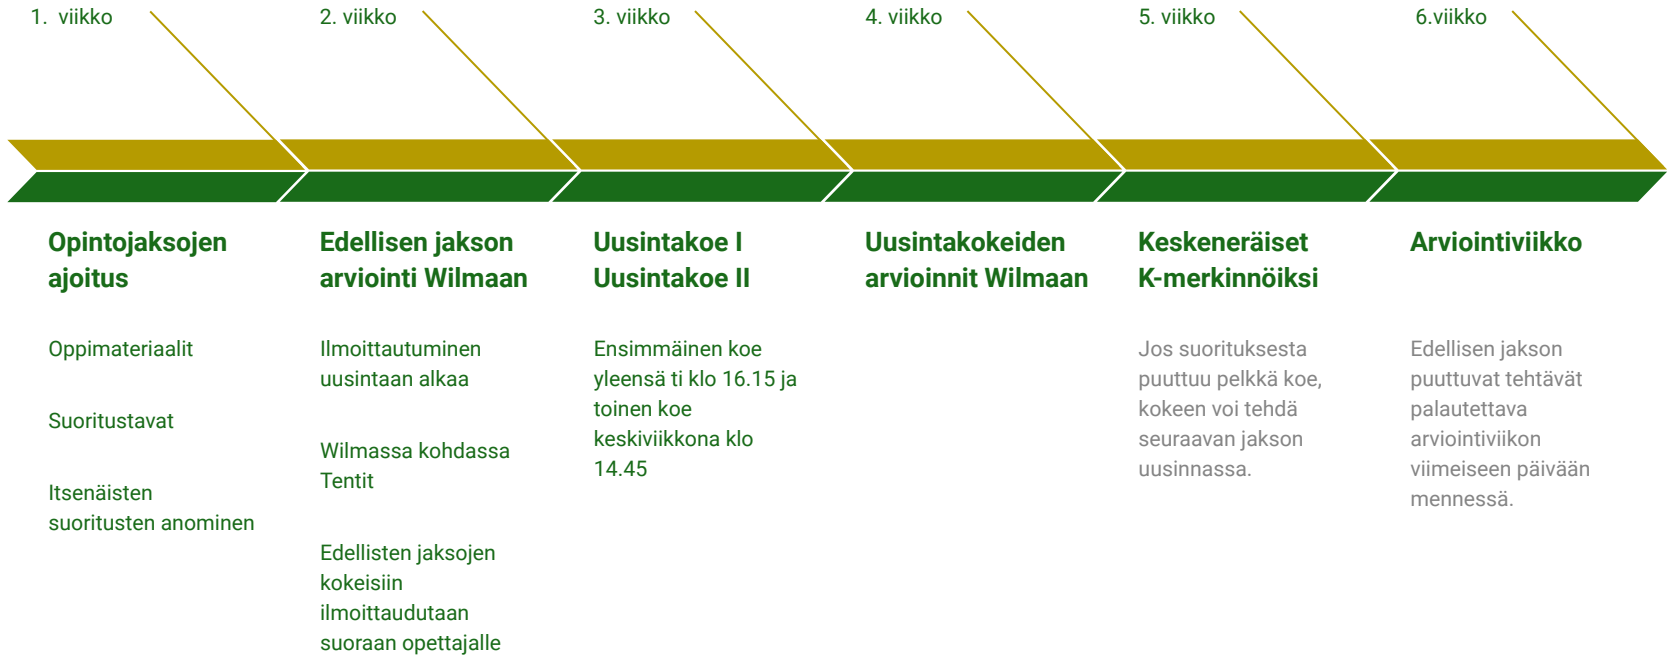 1. viikko
2. viikko
3. viikko
4. viikko
5. viikko
6.viikko
Opintojaksojen
ajoitus
Oppimateriaalit
Suoritustavat
Itsenäisten
suoritusten anominen
Edellisen jakson
arviointi Wilmaan
Ilmoittautuminen
uusintaan alkaa
Wilmassa kohdassa
Tentit
Edellisten jaksojen
kokeisiin
ilmoittaudutaan
suoraan opettajalle
Uusintakoe I
Uusintakoe II
Ensimmäinen koe
yleensä ti klo 16.15 ja
toinen koe
keskiviikkona klo
14.45
Uusintakokeiden
arvioinnit Wilmaan
Keskeneräiset
K-merkinnöiksi
Jos suorituksesta
puuttuu pelkkä koe,
kokeen voi tehdä
seuraavan jakson
uusinnassa.
Arviointiviikko
Edellisen jakson
puuttuvat tehtävät
palautettava
arviointiviikon
viimeiseen päivään
mennessä.